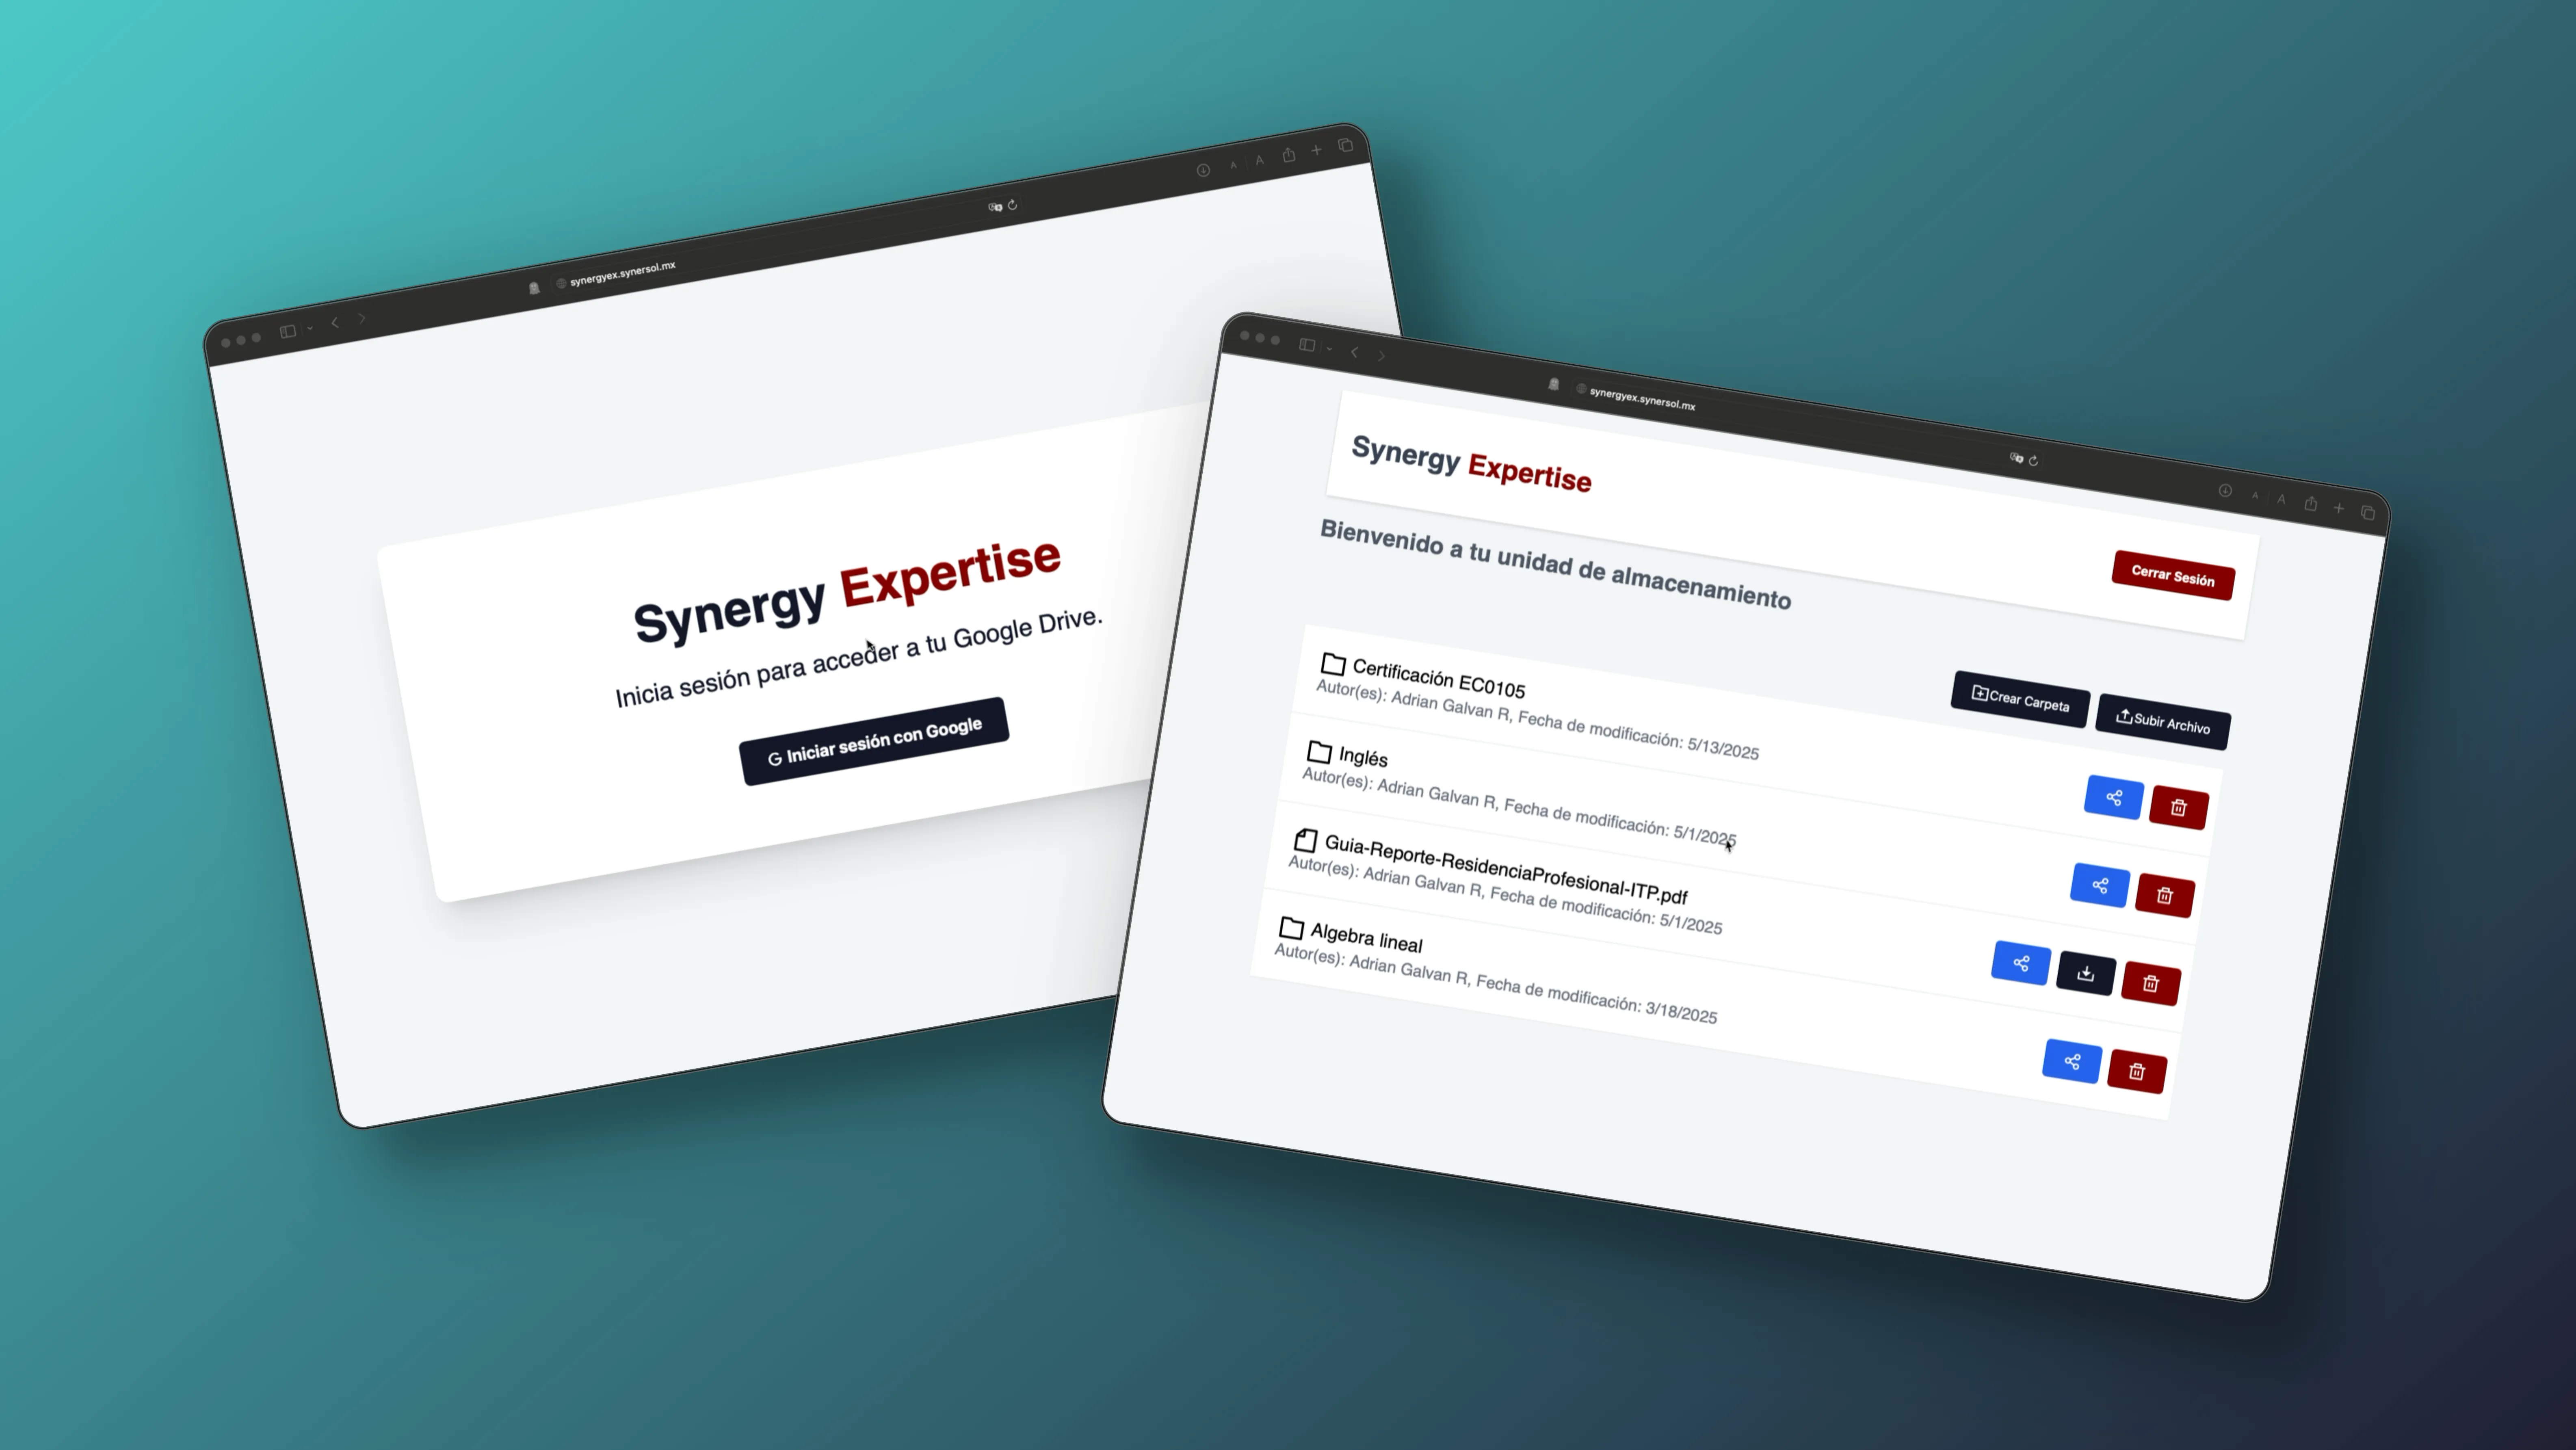 synergyex.synersol.mx
Synergy Expertise
Inicia sesión para acceder a tu Google Drive.
G Iniciar sesión con Google
synergyex.synersol.mx
Synergy Expertise
Cerrar Sesión
Bienvenido a tu unidad de almacenamiento
Crear Carpeta
Subir Archivo
Certificación EC0105
Autor(es): Adrian Galvan R, Fecha de modificación: 5/13/2025
Inglés
Autor(es): Adrian Galvan R, Fecha de modificación: 5/1/2025
Guia-Reporte-ResidenciaProfesional-ITP.pdf
Autor(es): Adrian Galvan R, Fecha de modificación: 5/1/2025
Algebra lineal
Autor(es): Adrian Galvan R, Fecha de modificación: 3/18/2025